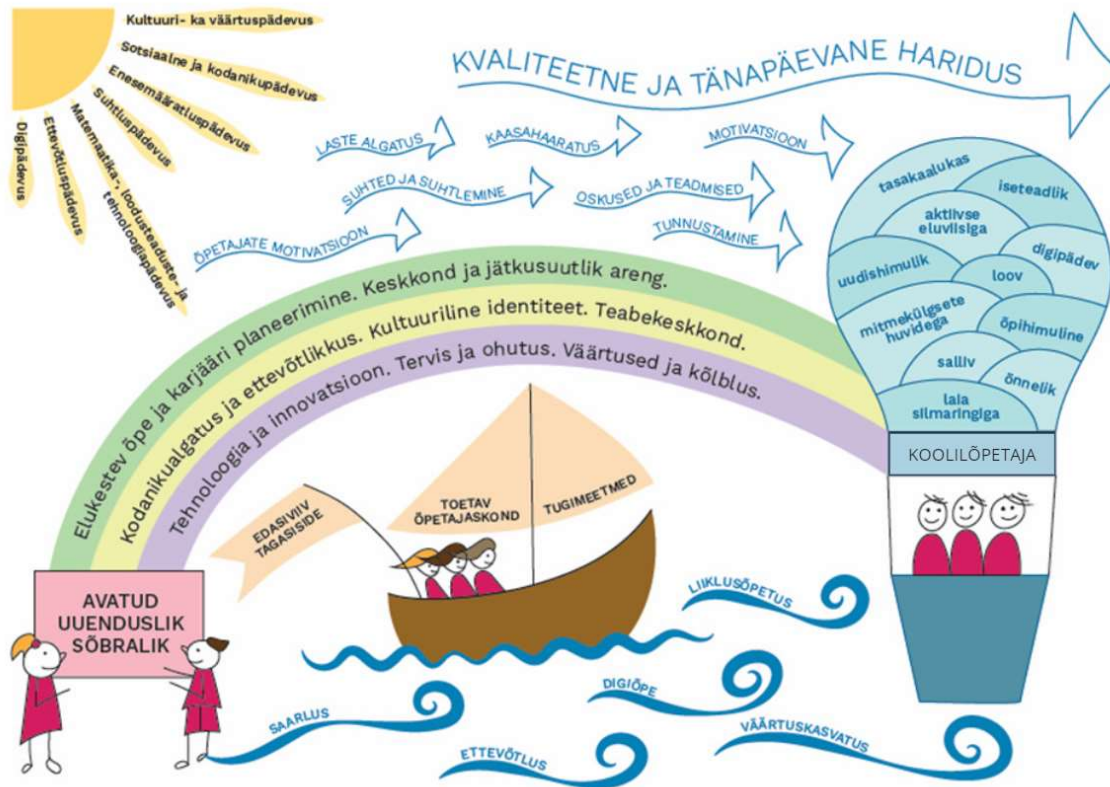 Kultuuri- ka väärtuspädevus
Sotsiaalne ja kodanikupädevus
Enesemääratluspädevus
Suhtluspädevus
Matemaatika-, loodusteaduste- ja
tehnoloogiapädevus
Ettevõtluspädevus
Digipädevus
KVALITEETNE JA TÄNAPÄEVANE HARIDUS
LASTE ALGATUS
KAASAHAARATUS
MOTIVATSIOON
SUHTED JA SUHTLEMINE
OSKUSED JA TEADMISED
ÕPETAJATE MOTIVATSIOON
TUNNUSTAMINE
tasakaalukas
iseteadlik
aktiivse
eluviisiga
digipädev
uudishimulik
loov
mitmekülgsete
huvidega
õpihimuline
salliv
õnnelik
laia
silmaringiga
KOOLILÕPETAJA
Elukestev õpe ja karjääri planeerimine. Keskkond ja jätkusuutlik areng.
Kodanikualgatus ja ettevõtlikkus. Kultuuriline identiteet. Teabekeskkond.
Tehnoloogia ja innovatsioon. Tervis ja ohutus. Väärtused ja kõlblus.
EDASIVIIV
TAGASISIDE
TOETAV
ÕPETAJASKOND
TUGIMEETMED
AVATUD
UUENDUSLIK
SÕBRALIK
LIIKLUSÕPETUS
DIGIÕPE
SAARLUS
ETTEVÕTLUS
VÄÄRTUSKASVATUS